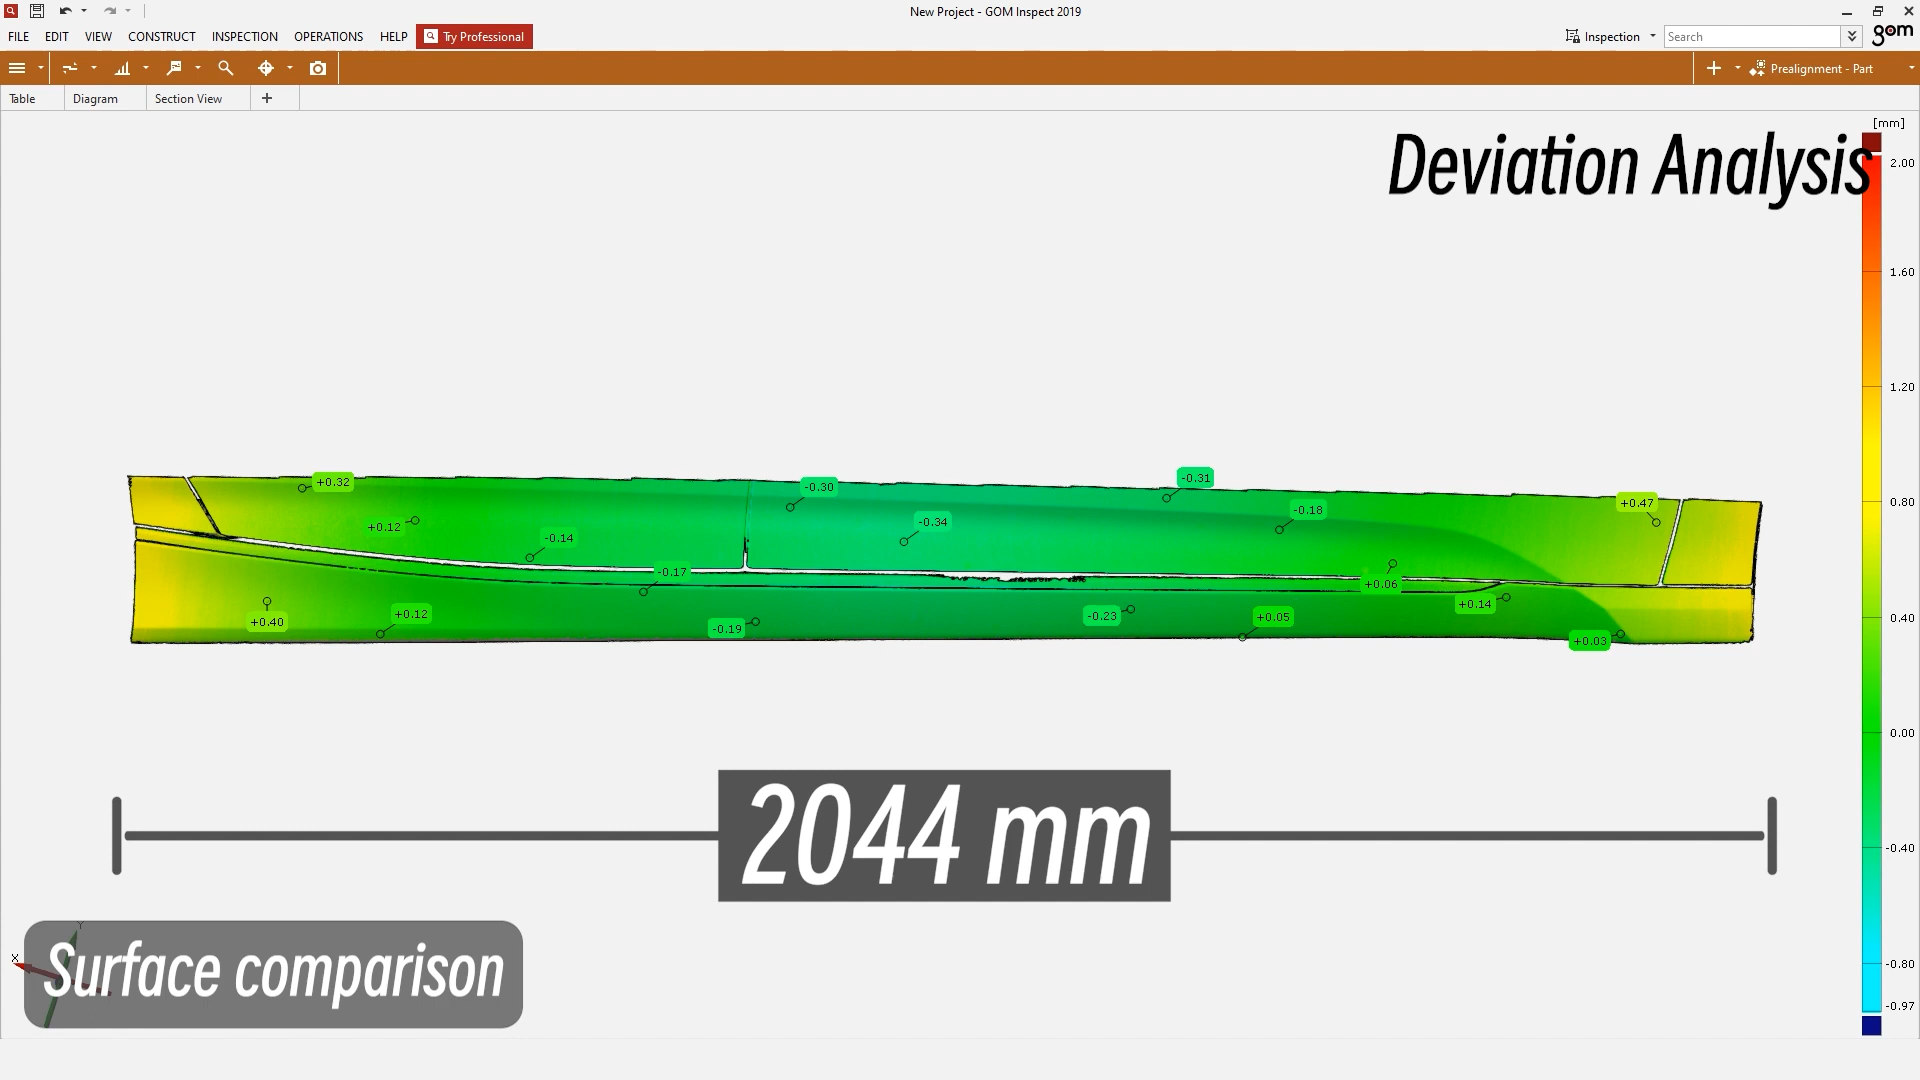 New Project - GOM Inspect 2019
FILE EDIT VIEW CONSTRUCT INSPECTION OPERATIONS HELP Try Professional Inspection Search gom
Prealignment - Part
Table Diagram Section View
[mm]
Deviation Analysis
2.00
1.60
1.20
0.80
0.40
0.00
-0.40
-0.80
-0.97
+0.32
-0.30
-0.31
+0.12
-0.14
-0.34
-0.18
+0.47
-0.17
+0.06
+0.40
+0.12
-0.19
-0.23
+0.05
+0.14
+0.03
2044 mm
Y
X
Surface comparison